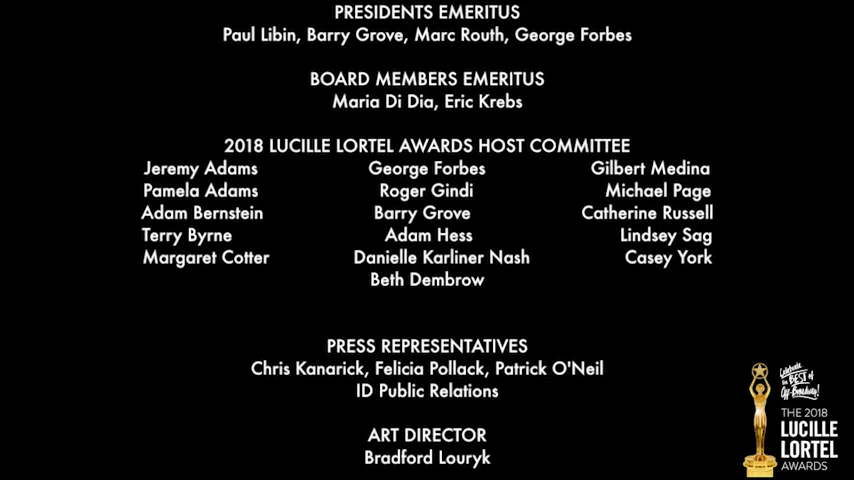 PRESIDENTS EMERITUS
Paul Libin, Barry Grove, Marc Routh, George Forbes
BOARD MEMBERS EMERITUS
Maria Di Dia, Eric Krebs
2018 LUCILLE LORTEL AWARDS HOST COMMITTEE
Jeremy Adams George Forbes Gilbert Medina
Pamela Adams Roger Gindi Michael Page
Adam Bernstein Barry Grove Catherine Russell
Terry Byrne Adam Hess Lindsey Sag
Margaret Cotter Danielle Karliner Nash Casey York
Beth Dembrow
PRESS REPRESENTATIVES
Chris Kanarick, Felicia Pollack, Patrick O'Neil
ID Public Relations
ART DIRECTOR
Bradford Louryk
Celebrate
the BEST of
Off-Broadway!
THE 2018
LUCILLE
LORTEL
AWARDS